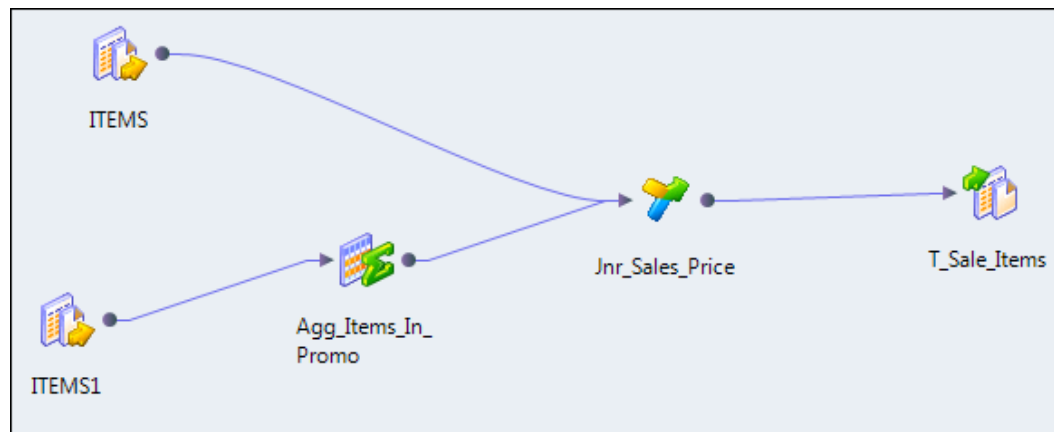 ITEMS
Jnr_Sales_Price
T_Sale_Items
Agg_Items_In_
Promo
ITEMS1